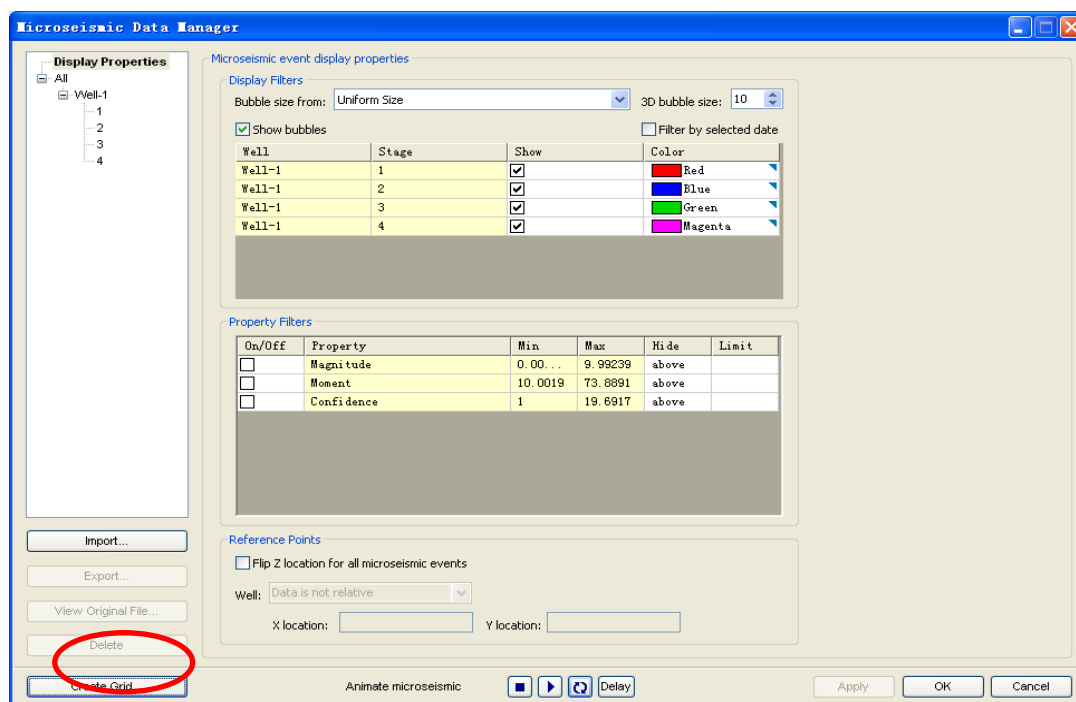 Microseismic Data Manager
Display Properties
All
Well-1
1
2
3
4
Import...
Export...
View Original File...
Delete
Create Grid...
Microseismic event display properties
Display Filters
Bubble size from: Uniform Size 3D bubble size: 10
Show bubbles Filter by selected date
Well Stage Show Color
Well-1 1 Red
Well-1 2 Blue
Well-1 3 Green
Well-1 4 Magenta
Property Filters
On/Off Property Min Max Hide Limit
Magnitude 0.00... 9.99239 above
Moment 10.0019 73.8891 above
Confidence 1 19.6917 above
Reference Points
Flip Z location for all microseismic events
Well: Data is not relative
X location: Y location:
Animate microseismic Delay Apply OK Cancel